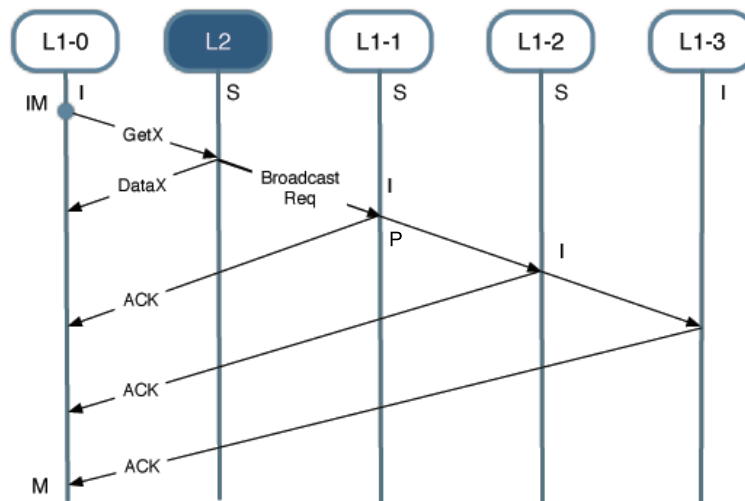 L1-0
L2
L1-1
L1-2
L1-3
I
S
S
S
I
IM
GetX
DataX
Broadcast
Req
I
P
I
ACK
ACK
ACK
M